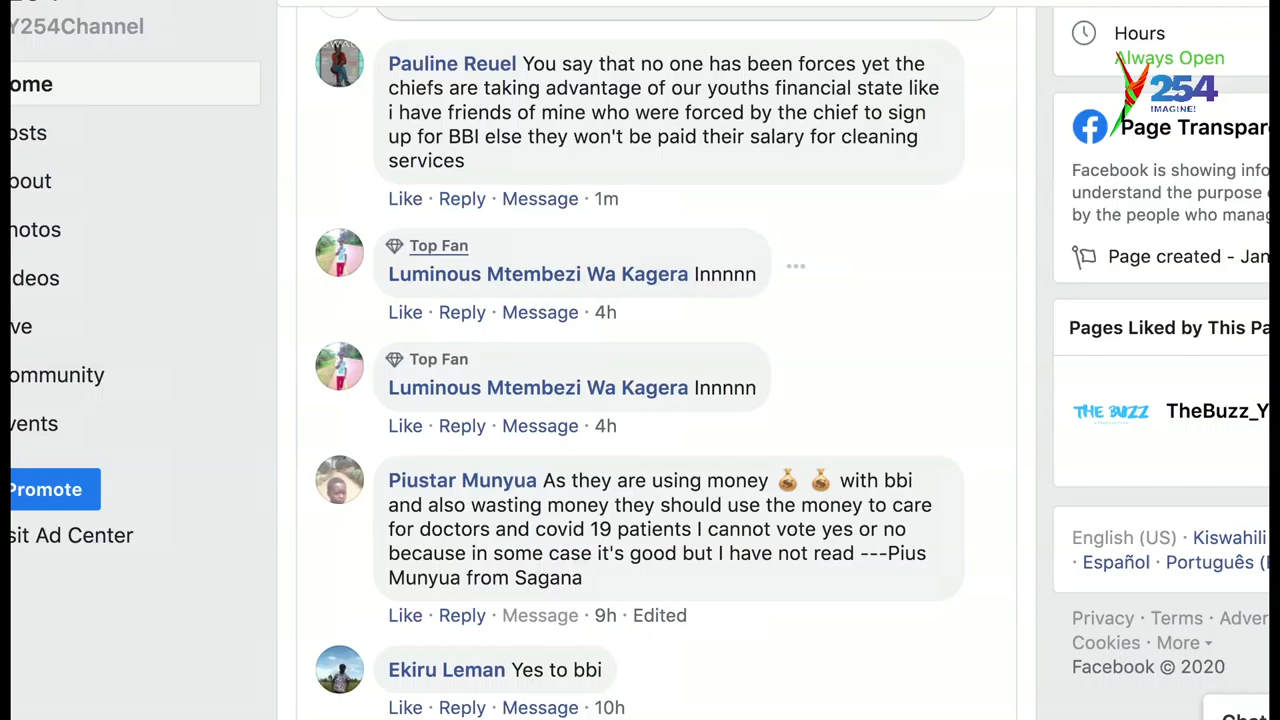 Y254Channel
ome
osts
bout
hotos
deos
ve
ommunity
vents
Promote
sit Ad Center
Pauline Reuel You say that no one has been forces yet the
chiefs are taking advantage of our youths financial state like
i have friends of mine who were forced by the chief to sign
up for BBI else they won't be paid their salary for cleaning
services
Like · Reply · Message · 1m
Top Fan
Luminous Mtembezi Wa Kagera Innnnn
Like · Reply · Message · 4h
Top Fan
Luminous Mtembezi Wa Kagera Innnnn
Like · Reply · Message · 4h
Piustar Munyua As they are using money 💰 💰 with bbi
and also wasting money they should use the money to care
for doctors and covid 19 patients I cannot vote yes or no
because in some case it's good but I have not read ---Pius
Munyua from Sagana
Like · Reply · Message · 9h · Edited
Ekiru Leman Yes to bbi
Like · Reply · Message · 10h
Hours
Always Open
Y254
IMAGINE!
Page Transpar
Facebook is showing info
understand the purpose o
by the people who manag
Page created - Jan
Pages Liked by This Pa
THE BUZZ
TheBuzz_Y
English (US) · Kiswahili
· Español · Português (
Privacy · Terms · Adver
Cookies · More
Facebook © 2020